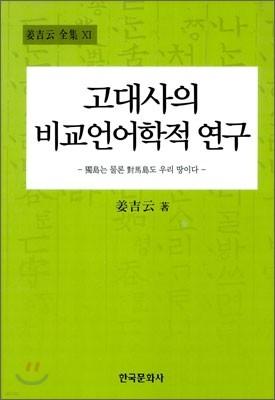 姜吉云 全集 XI
고대사의
비교언어학적 연구
- 獨島는 물론 對馬島도 우리 땅이다 -
姜吉云 著
한국문화사
yes24